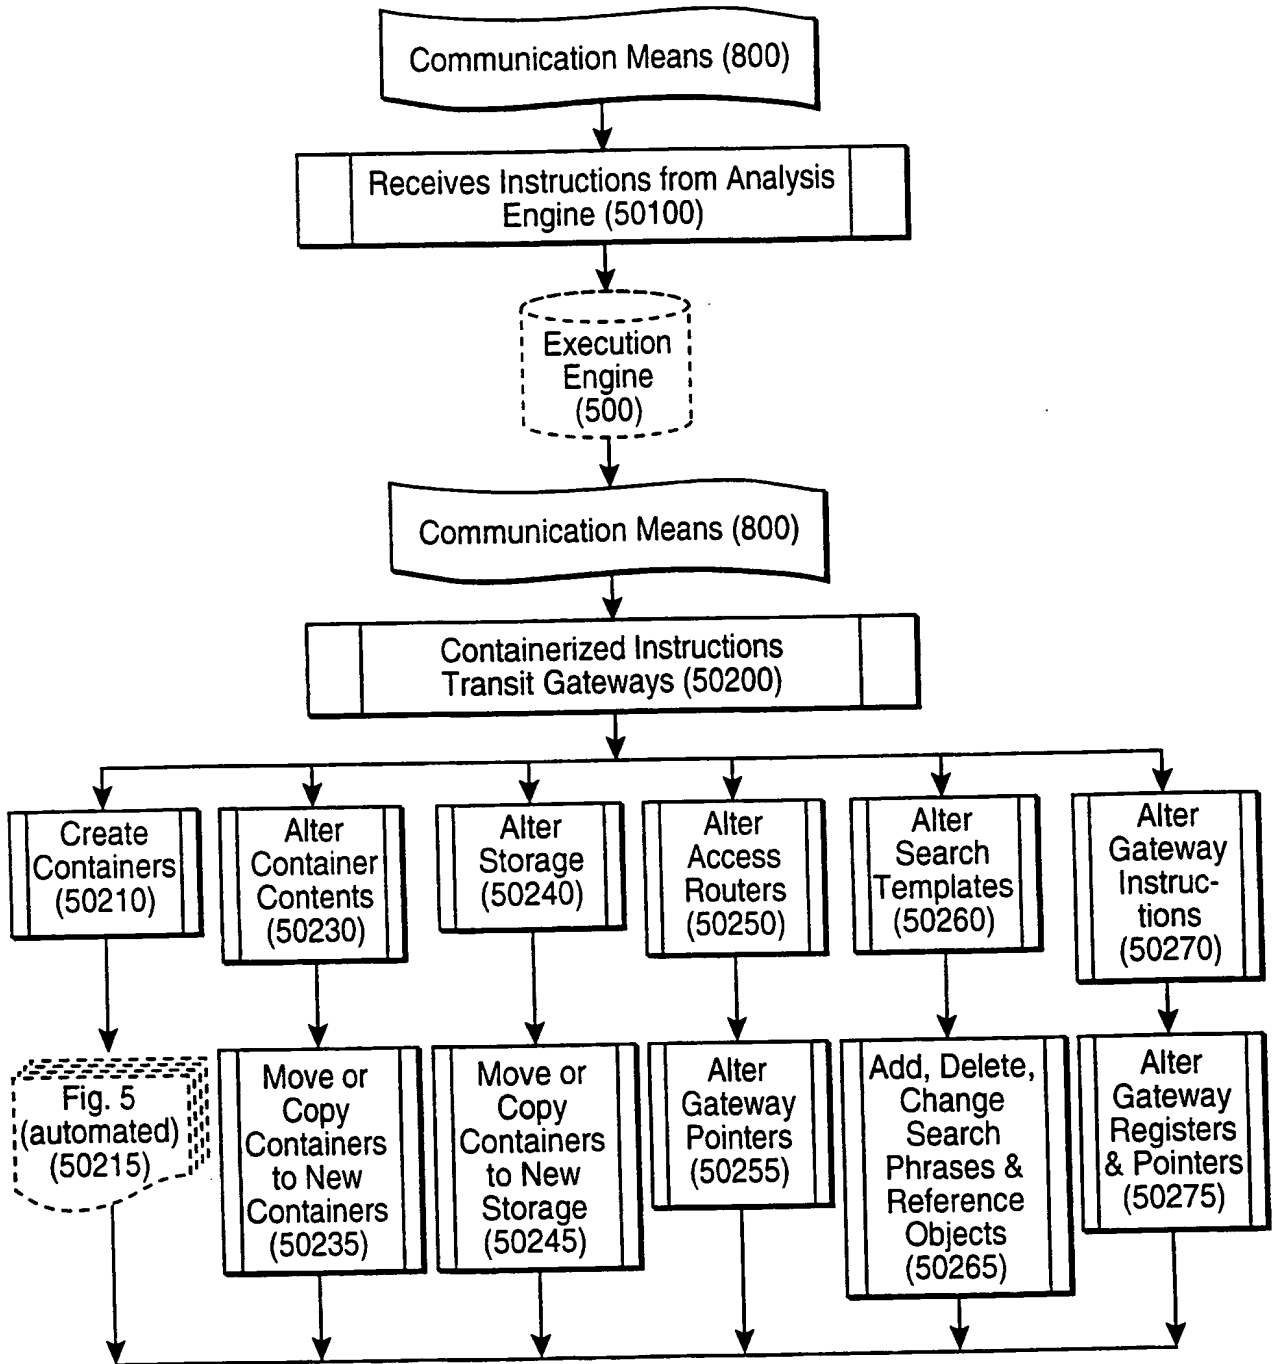 Communication Means (800)
Receives Instructions from Analysis
Engine (50100)
Execution
Engine
(500)
Communication Means (800)
Containerized Instructions
Transit Gateways (50200)
Create
Containers
(50210)
Alter
Container
Contents
(50230)
Alter
Storage
(50240)
Alter
Access
Routers
(50250)
Alter
Search
Templates
(50260)
Alter
Gateway
Instruc-
tions
(50270)
Fig. 5
(automated)
(50215)
Move or
Copy
Containers
to New
Containers
(50235)
Move or
Copy
Containers
to New
Storage
(50245)
Alter
Gateway
Pointers
(50255)
Add, Delete,
Change
Search
Phrases &
Reference
Objects
(50265)
Alter
Gateway
Registers
& Pointers
(50275)